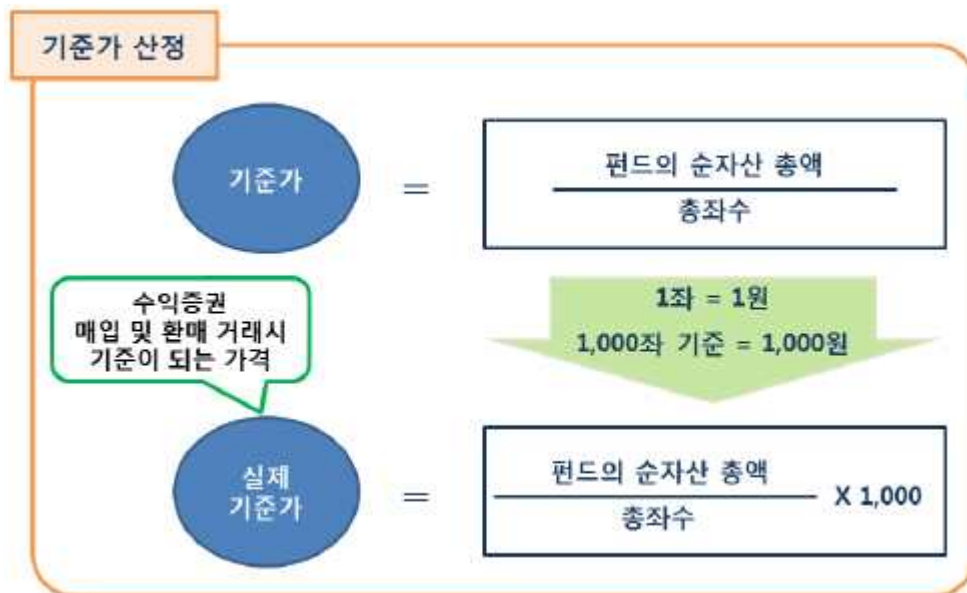 기준가 산정
기준가
=
펀드의 순자산 총액
총좌수
수익증권
매입 및 환매 거래시
기준이 되는 가격
1좌 = 1원
1,000좌 기준 = 1,000원
실제
기준가
=
펀드의 순자산 총액
총좌수
X 1,000